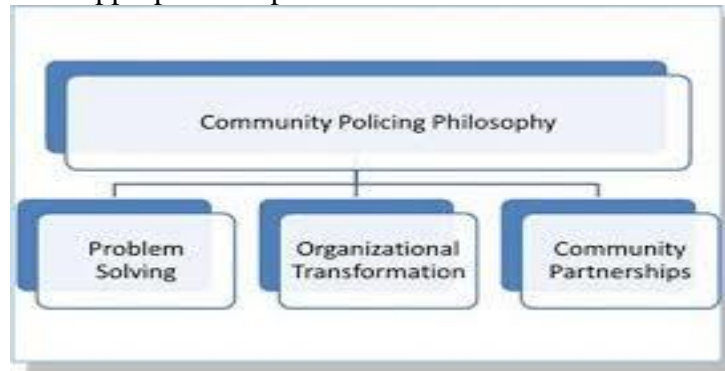 Community Policing Philosophy
Problem
Solving
Organizational
Transformation
Community
Partnerships